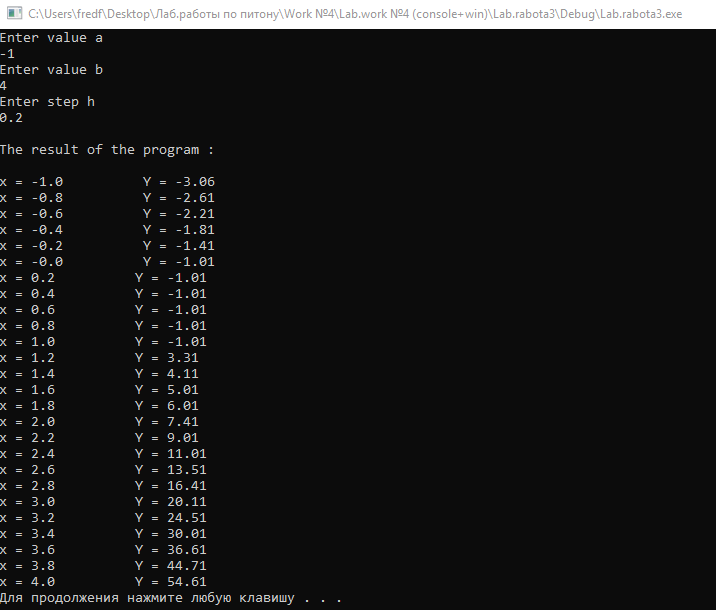 C:\Users\fredf\Desktop\Лаб.работы по питону\Work №4\Lab.work №4 (console+win)\Lab.rabota3\Debug\Lab.rabota3.exe
Enter value a
-1
Enter value b
4
Enter step h
0.2
The result of the program :
x = -1.0 Y = -3.06
x = -0.8 Y = -2.61
x = -0.6 Y = -2.21
x = -0.4 Y = -1.81
x = -0.2 Y = -1.41
x = -0.0 Y = -1.01
x = 0.2 Y = -1.01
x = 0.4 Y = -1.01
x = 0.6 Y = -1.01
x = 0.8 Y = -1.01
x = 1.0 Y = -1.01
x = 1.2 Y = 3.31
x = 1.4 Y = 4.11
x = 1.6 Y = 5.01
x = 1.8 Y = 6.01
x = 2.0 Y = 7.41
x = 2.2 Y = 9.01
x = 2.4 Y = 11.01
x = 2.6 Y = 13.51
x = 2.8 Y = 16.41
x = 3.0 Y = 20.11
x = 3.2 Y = 24.51
x = 3.4 Y = 30.01
x = 3.6 Y = 36.61
x = 3.8 Y = 44.71
x = 4.0 Y = 54.61
Для продолжения нажмите любую клавишу . . .